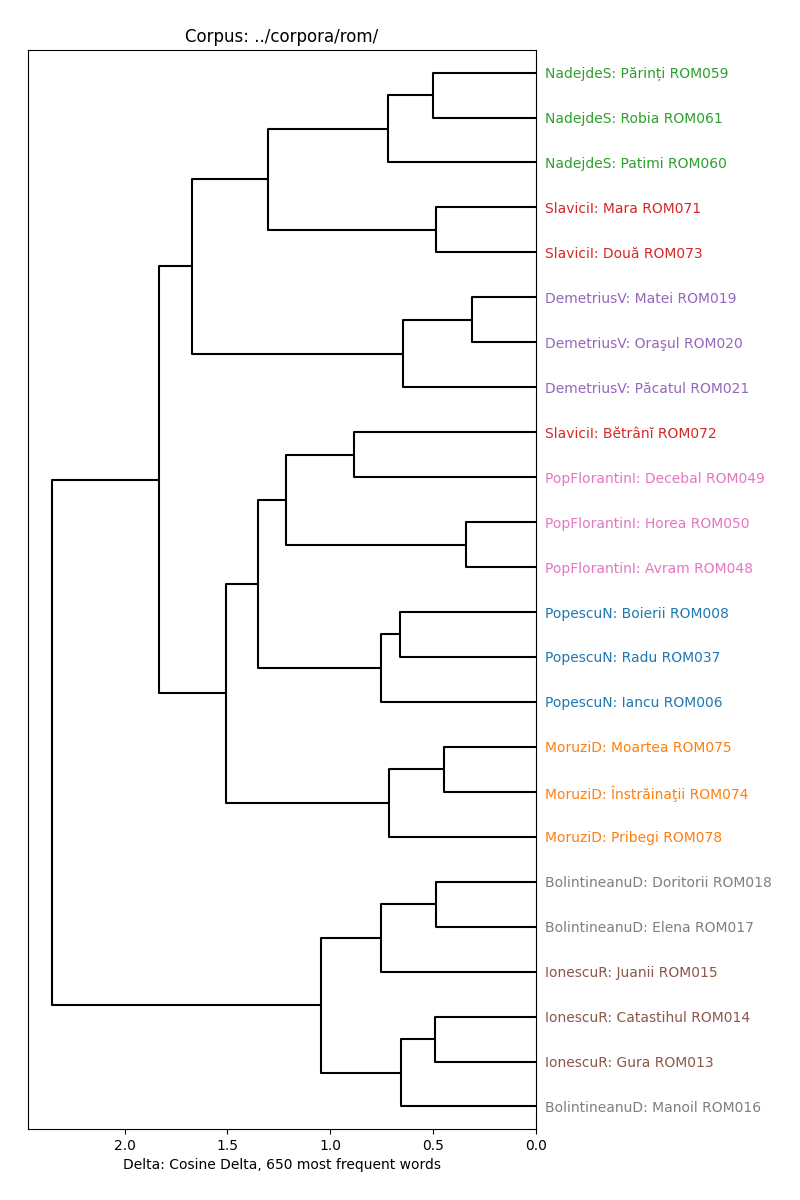 Corpus: ../corpora/rom/
NadejdeS: Părinți ROM059
NadejdeS: Robia ROM061
NadejdeS: Patimi ROM060
SlaviciI: Mara ROM071
SlaviciI: Două ROM073
DemetriusV: Matei ROM019
DemetriusV: Oraşul ROM020
DemetriusV: Păcatul ROM021
SlaviciI: Bĕtrânĭ ROM072
PopFlorantinI: Decebal ROM049
PopFlorantinI: Horea ROM050
PopFlorantinI: Avram ROM048
PopescuN: Boierii ROM008
PopescuN: Radu ROM037
PopescuN: Iancu ROM006
MoruziD: Moartea ROM075
MoruziD: Înstrăinaţii ROM074
MoruziD: Pribegi ROM078
BolintineanuD: Doritorii ROM018
BolintineanuD: Elena ROM017
IonescuR: Juanii ROM015
IonescuR: Catastihul ROM014
IonescuR: Gura ROM013
BolintineanuD: Manoil ROM016
2.0 1.5 1.0 0.5 0.0
Delta: Cosine Delta, 650 most frequent words